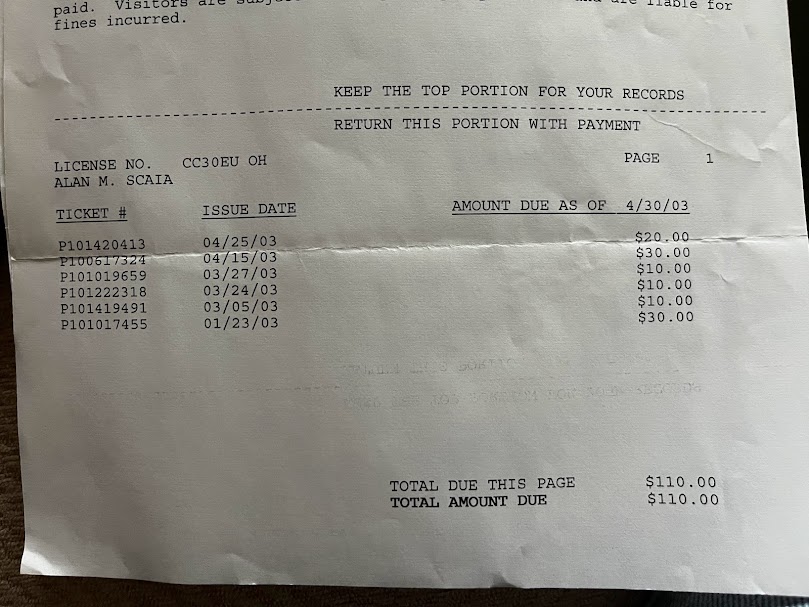 paid. Visitors are liable for
fines incurred.
KEEP THE TOP PORTION FOR YOUR RECORDS
RETURN THIS PORTION WITH PAYMENT
LICENSE NO. CC30EU OH PAGE 1
ALAN M. SCAIA
TICKET # ISSUE DATE AMOUNT DUE AS OF 4/30/03
P101420413 04/25/03 $20.00
P100617324 04/15/03 $30.00
P101019659 03/27/03 $10.00
P101222318 03/24/03 $10.00
P101419491 03/05/03 $10.00
P101017455 01/23/03 $30.00
TOTAL DUE THIS PAGE $110.00
TOTAL AMOUNT DUE $110.00